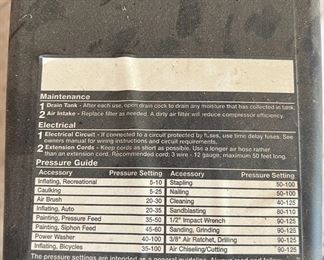 Maintenance
1 Drain Tank - After each use, open drain cock to drain any moisture that has collected in tank.
2 Air Intake - Replace filter as needed. A dirty air filter will reduce compressor efficiency.
Electrical
1 Electrical Circuit - If connected to a circuit protected by fuses, use time delay fuses. See
owners manual for wiring instructions and circuit requirements.
2 Extension Cords - Keep cords as short as possible. Use a longer air hose rather
than an extension cord. Recommended cord: 3 wire - 12 gauge, maximum 50 feet long.
Pressure Guide
Accessory Pressure Setting Accessory Pressure Setting
Inflating, Recreational 5-10 Stapling 50-100
Caulking 5-25 Nailing 50-100
Air Brush 20-30 Cleaning 40-125
Inflating, Auto 20-35 Sandblasting 80-110
Painting, Pressure Feed 35-50 1/2" Impact Wrench 90-125
Painting, Siphon Feed 45-60 Sanding, Grinding 90-125
Power Washer 40-100 3/8" Air Ratchet, Drilling 90-125
Inflating, Bicycles 35-100 Air Chiseling/Cutting 90-125
The pressure settings are intended as a general guideline. Always read and follow